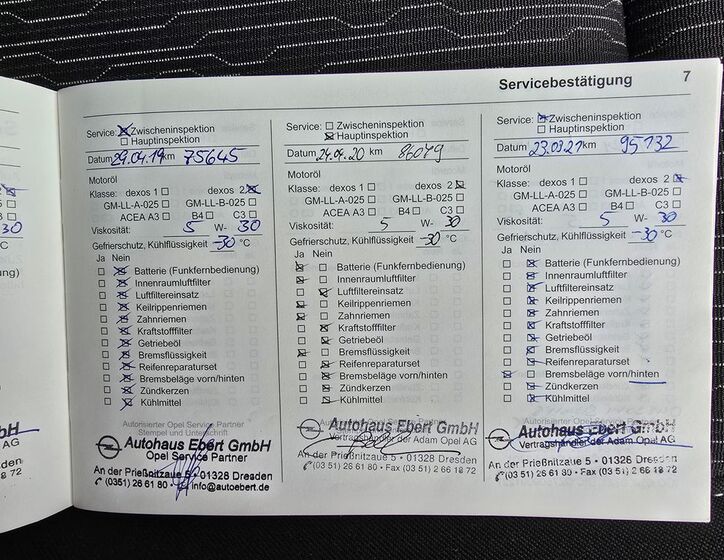 Servicebestätigung 7
Service: Zwischeninspektion
Hauptinspektion
Datum 29.04.19 km 75645
Motoröl
Klasse: dexos 1 dexos 2
GM-LL-A-025 GM-LL-B-025
ACEA A3 B4 C3
Viskosität: 5 W- 30
Gefrierschutz, Kühlflüssigkeit -30 °C
Ja Nein
Batterie (Funkfernbedienung)
Innenraumluftfilter
Luftfiltereinsatz
Keilrippenriemen
Zahnriemen
Kraftstofffilter
Getriebeöl
Bremsflüssigkeit
Reifenreparaturset
Bremsbeläge vorn/hinten
Zündkerzen
Kühlmittel
Autorisierter Opel Service Partner
Stempel und Unterschrift
Autohaus Ebert GmbH
Opel Service Partner
An der Prießnitzaue 5 • 01328 Dresden
✆ (0351) 26 61 80 • info@autoebert.de
Service: Zwischeninspektion
Hauptinspektion
Datum 24.04.20 km 86079
Motoröl
Klasse: dexos 1 dexos 2
GM-LL-A-025 GM-LL-B-025
ACEA A3 B4 C3
Viskosität: 5 W- 30
Gefrierschutz, Kühlflüssigkeit -30 °C
Ja Nein
Batterie (Funkfernbedienung)
Innenraumluftfilter
Luftfiltereinsatz
Keilrippenriemen
Zahnriemen
Kraftstofffilter
Getriebeöl
Bremsflüssigkeit
Reifenreparaturset
Bremsbeläge vorn/hinten
Zündkerzen
Kühlmittel
Autohaus Ebert GmbH
Vertragshändler der Adam Opel AG
An der Prießnitzaue 5 • 01328 Dresden
✆ (03 51) 26 61 80 • Fax (03 51) 2 66 18 72
Service: Zwischeninspektion
Hauptinspektion
Datum 23.03.21 km 95132
Motoröl
Klasse: dexos 1 dexos 2
GM-LL-A-025 GM-LL-B-025
ACEA A3 B4 C3
Viskosität: 5 W- 30
Gefrierschutz, Kühlflüssigkeit -30 °C
Ja Nein
Batterie (Funkfernbedienung)
Innenraumluftfilter
Luftfiltereinsatz
Keilrippenriemen
Zahnriemen
Kraftstofffilter
Getriebeöl
Bremsflüssigkeit
Reifenreparaturset
Bremsbeläge vorn/hinten
Zündkerzen
Kühlmittel
Autohaus Ebert GmbH
Vertragshändler der Adam Opel AG
An der Prießnitzaue 5 • 01328 Dresden
✆ (03 51) 26 61 80 • Fax (03 51) 2 66 18 72